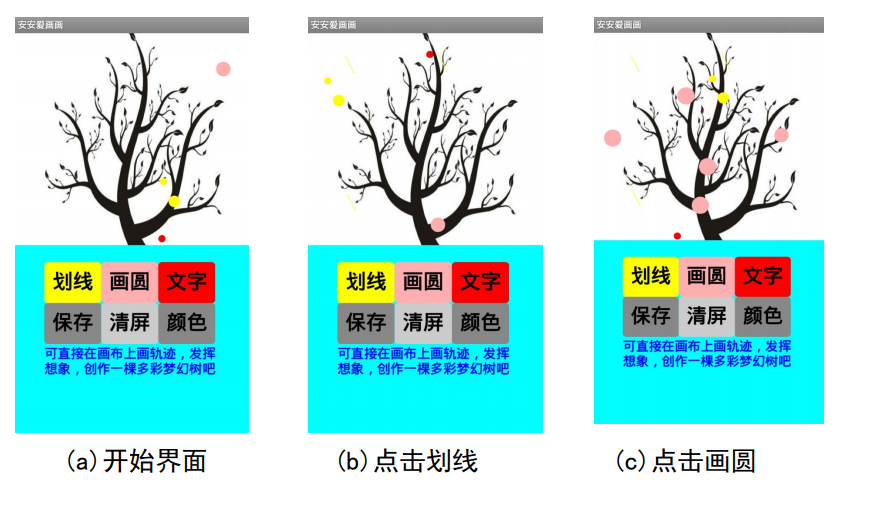 安安爱画画
安安爱画画
安安爱画画
划线 画圆 文字
保存 清屏 颜色
可直接在画布上画轨迹，发挥
想象，创作一棵多彩梦幻树吧
划线 画圆 文字
保存 清屏 颜色
可直接在画布上画轨迹，发挥
想象，创作一棵多彩梦幻树吧
划线 画圆 文字
保存 清屏 颜色
可直接在画布上画轨迹，发挥
想象，创作一棵多彩梦幻树吧
(a)开始界面
(b)点击划线
(c)点击画圆